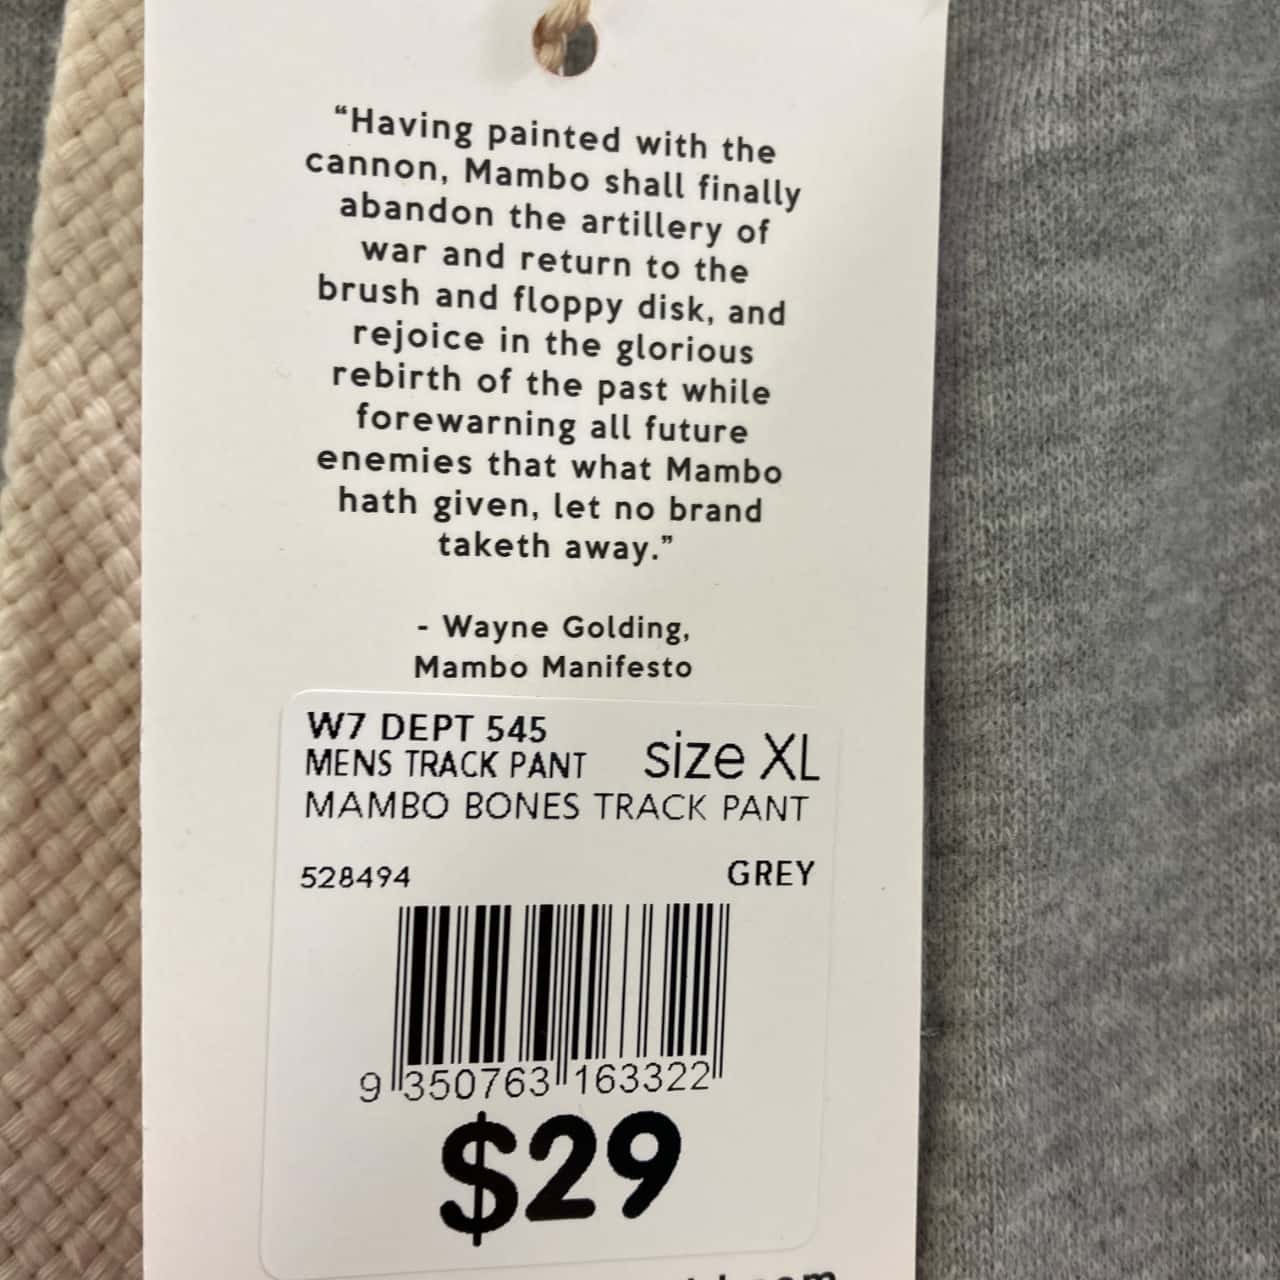 “Having painted with the
cannon, Mambo shall finally
abandon the artillery of
war and return to the
brush and floppy disk, and
rejoice in the glorious
rebirth of the past while
forewarning all future
enemies that what Mambo
hath given, let no brand
taketh away.”
- Wayne Golding,
Mambo Manifesto
W7 DEPT 545
MENS TRACK PANT size XL
MAMBO BONES TRACK PANT
528494 GREY
9 350763 163322
$29